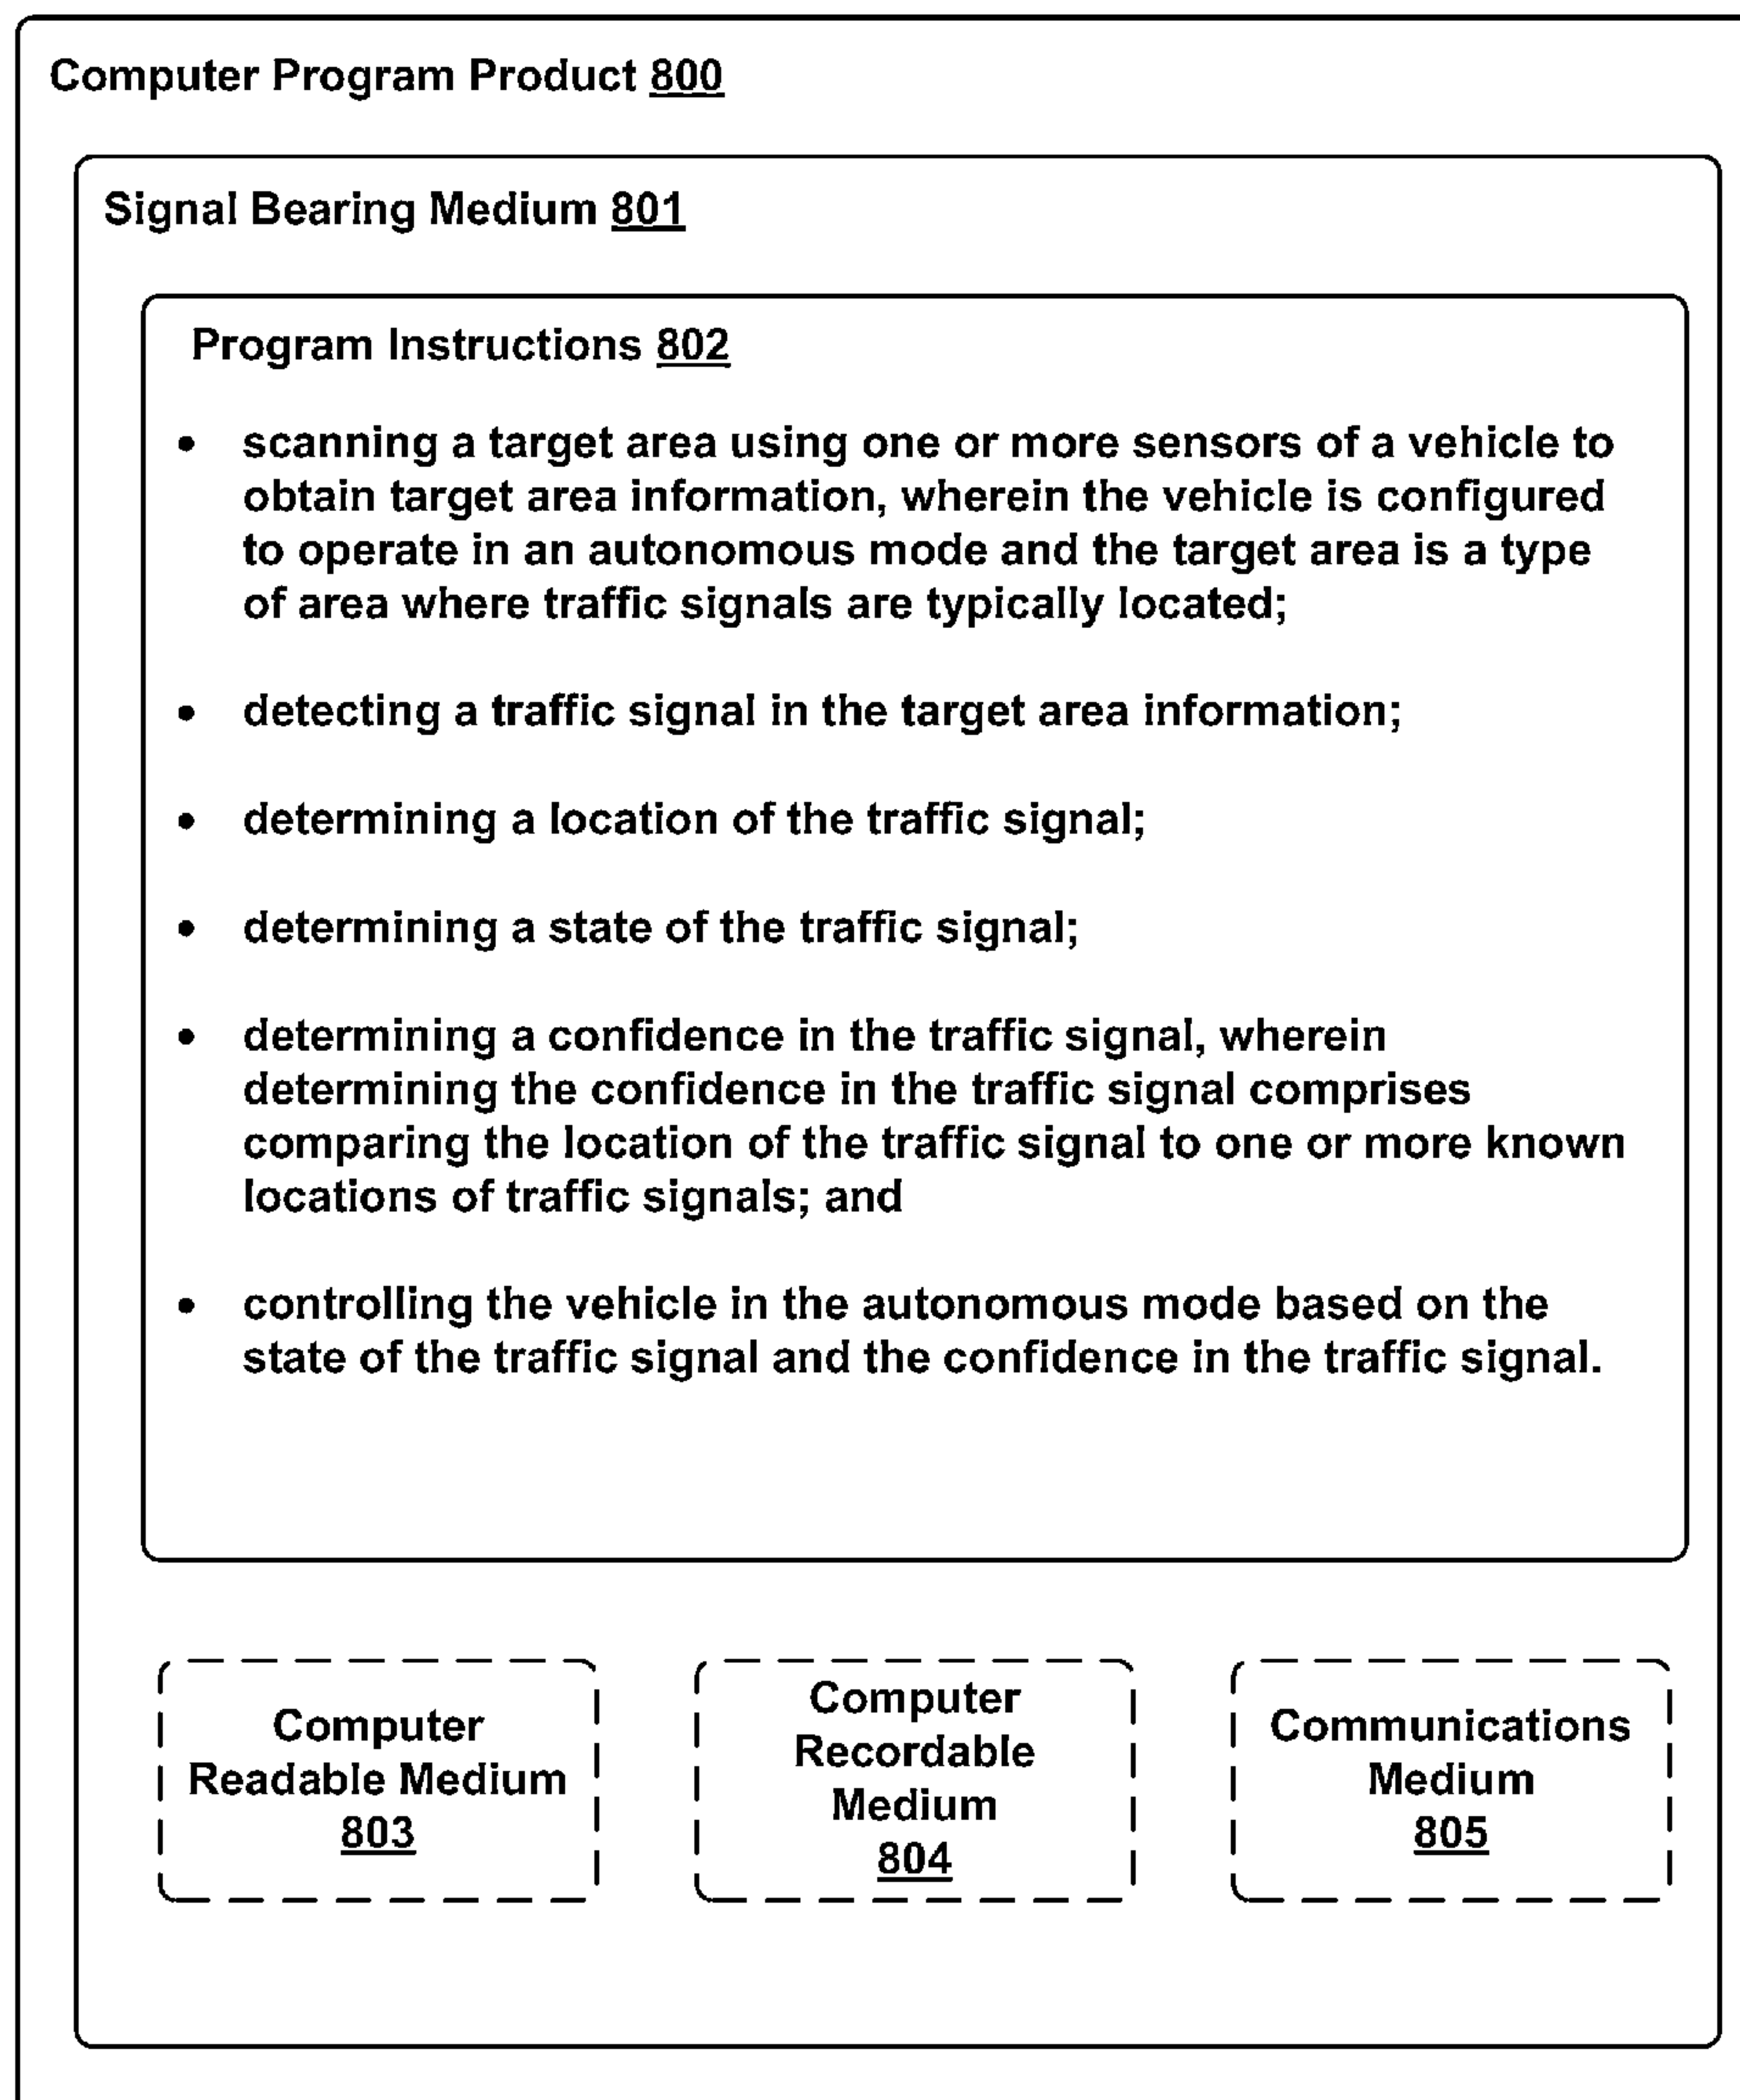 Computer Program Product 800
Signal Bearing Medium 801
Program Instructions 802
• scanning a target area using one or more sensors of a vehicle to
obtain target area information, wherein the vehicle is configured
to operate in an autonomous mode and the target area is a type
of area where traffic signals are typically located;
• detecting a traffic signal in the target area information;
• determining a location of the traffic signal;
• determining a state of the traffic signal;
• determining a confidence in the traffic signal, wherein
determining the confidence in the traffic signal comprises
comparing the location of the traffic signal to one or more known
locations of traffic signals; and
• controlling the vehicle in the autonomous mode based on the
state of the traffic signal and the confidence in the traffic signal.
Computer
Readable Medium
803
Computer
Recordable
Medium
804
Communications
Medium
805